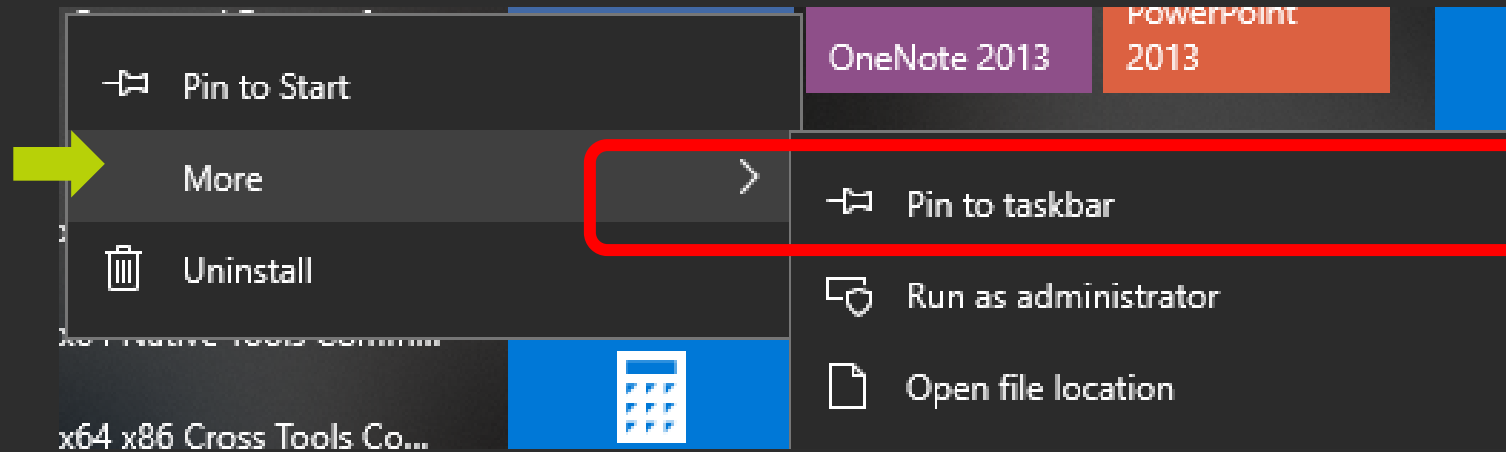 PowerPoint
OneNote 2013
2013
Pin to Start
More
Pin to taskbar
Uninstall
Run as administrator
Open file location
x64 x86 Cross Tools Co...